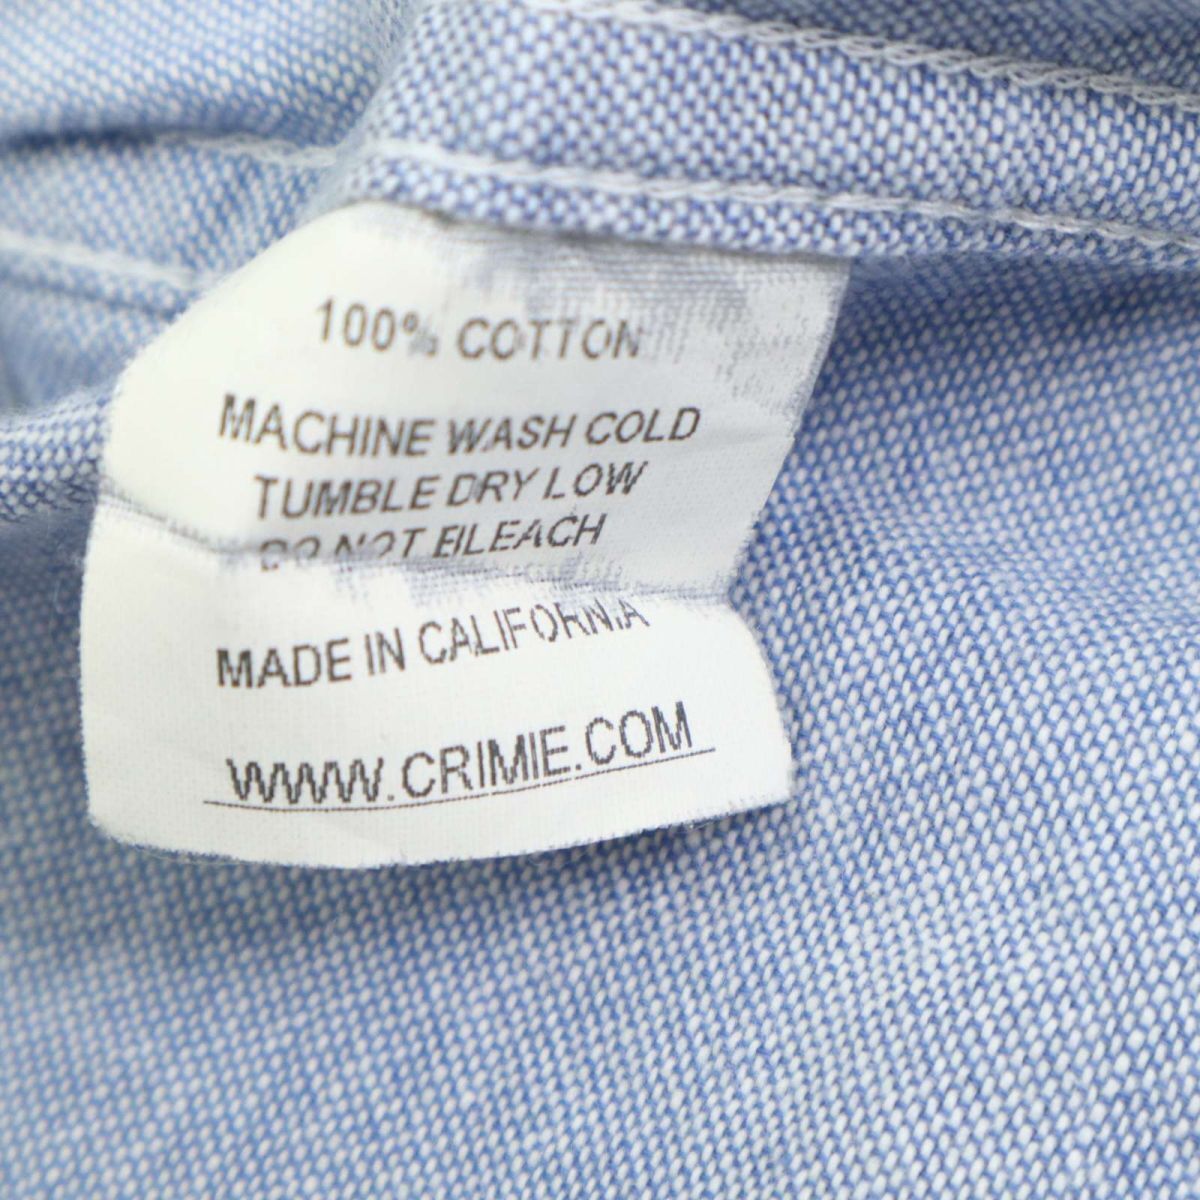 100% COTTON
MACHINE WASH COLD
TUMBLE DRY LOW
DO NOT BLEACH
MADE IN CALIFORNIA
WWW.CRIMIE.COM